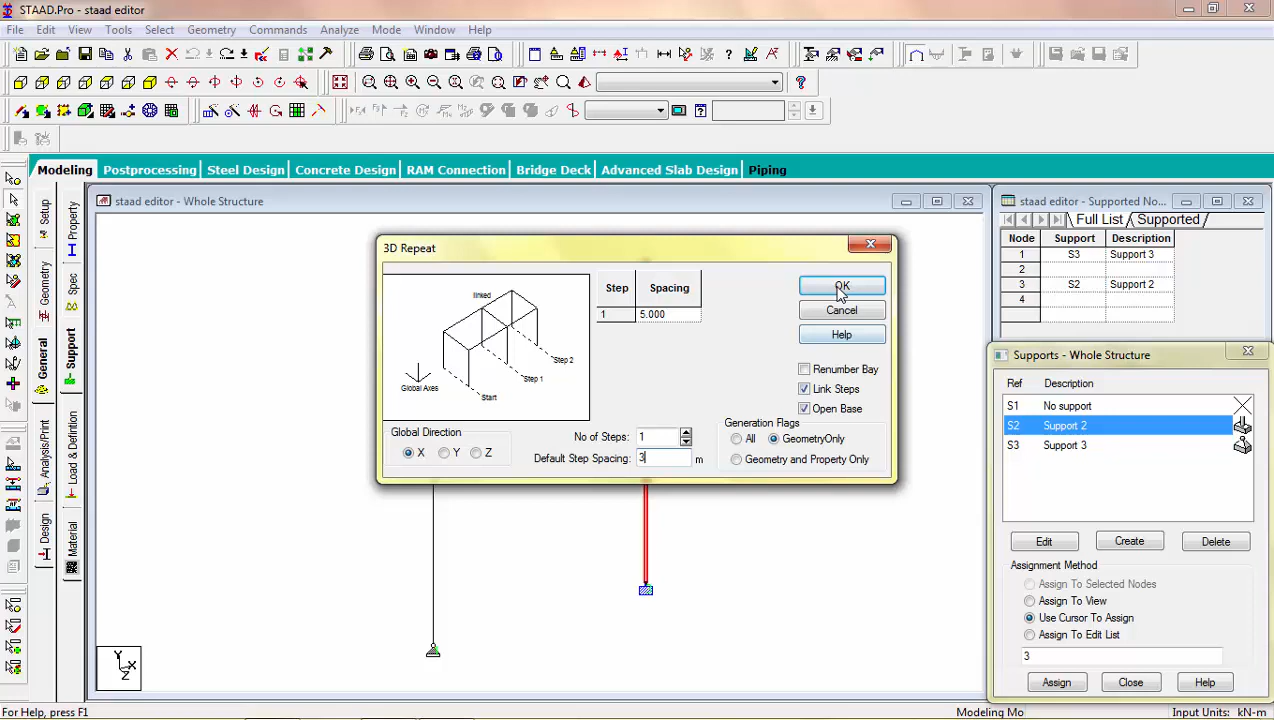 STAAD.Pro - staad editor
File Edit View Tools Select Geometry Commands Analyze Mode Window Help
Modeling Postprocessing Steel Design Concrete Design RAM Connection Bridge Deck Advanced Slab Design Piping
staad editor - Whole Structure
staad editor - Supported No...
Full List Supported
Node Support Description
1 S3 Support 3
2
3 S2 Support 2
4
Setup
Geometry
General
Analysis/Print
Design
Property
Spec
Support
Load & Definition
Material
3D Repeat
linked
Step 2
Step 1
Start
Global Axes
Step Spacing
1 5.000
OK
Cancel
Help
Renumber Bay
Link Steps
Open Base
Global Direction
X Y Z
No of Steps: 1
Default Step Spacing: 3 m
Generation Flags
All GeometryOnly
Geometry and Property Only
Supports - Whole Structure
Ref Description
S1 No support
S2 Support 2
S3 Support 3
Edit Create Delete
Assignment Method
Assign To Selected Nodes
Assign To View
Use Cursor To Assign
Assign To Edit List
3
Assign Close Help
Y
X
Z
For Help, press F1
Modeling Mo
Input Units: kN-m